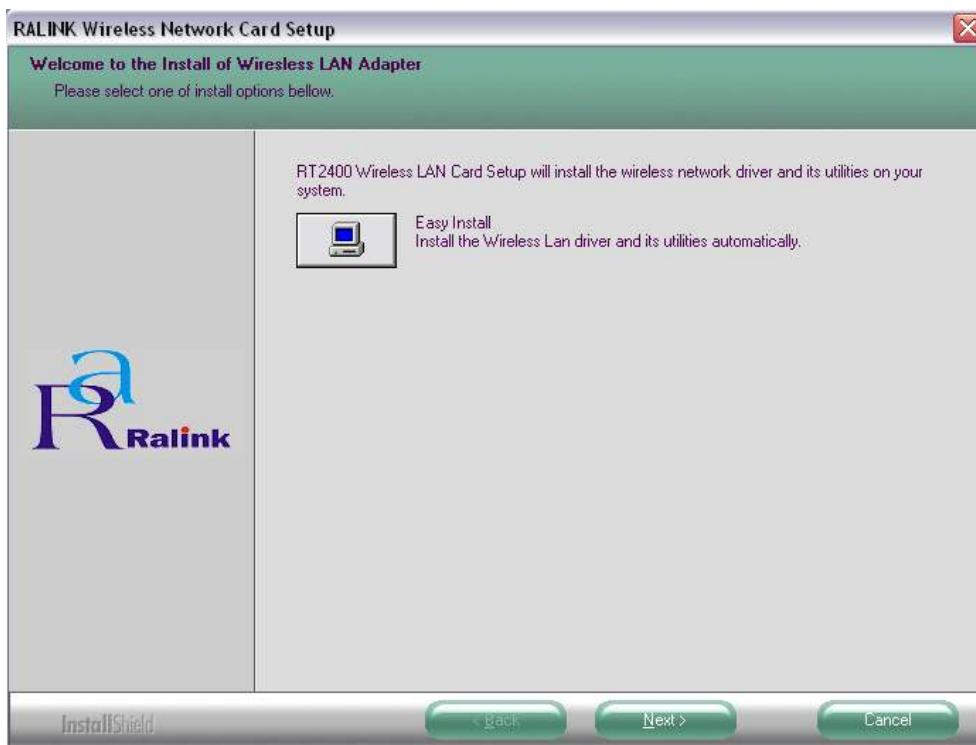 RALINK Wireless Network Card Setup
Welcome to the Install of Wiresless LAN Adapter
Please select one of install options bellow.
RT2400 Wireless LAN Card Setup will install the wireless network driver and its utilities on your
system.
Easy Install
Install the Wireless Lan driver and its utilities automatically.
Ra
Ralink
InstallShield
< Back
Next >
Cancel